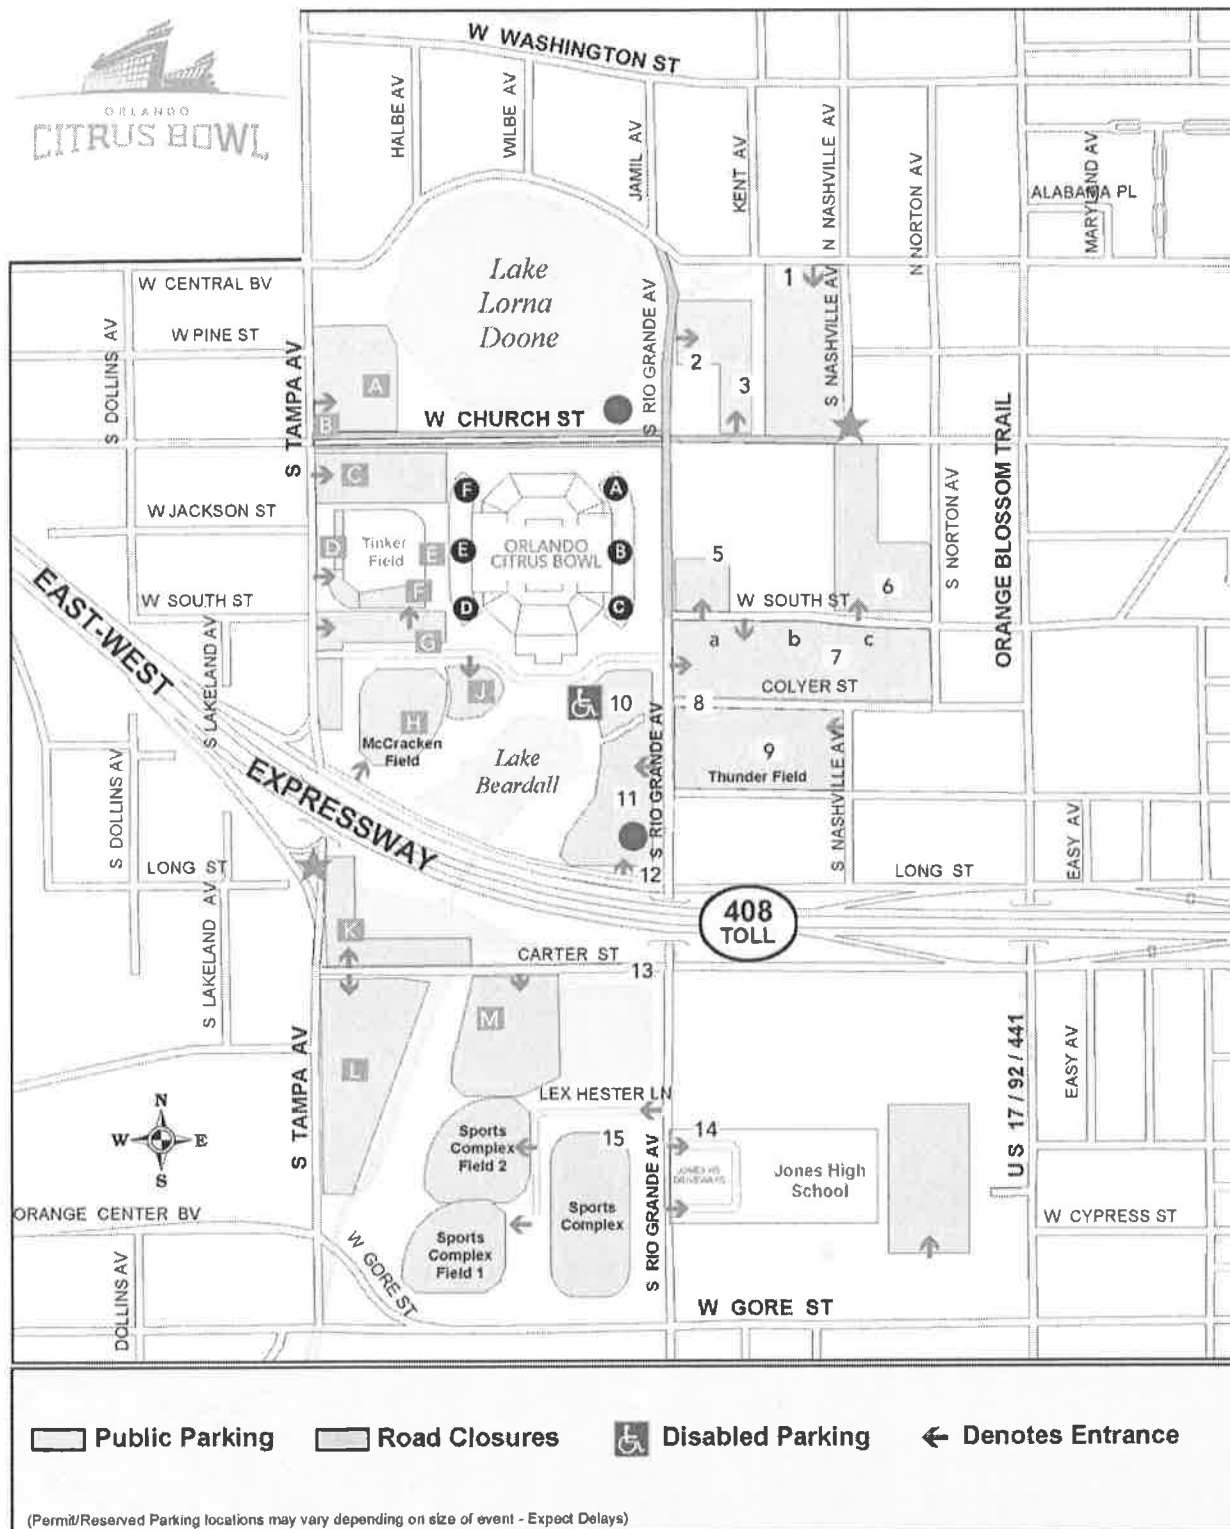 ORLANDO
CITRUS BOWL
W WASHINGTON ST
HALBE AV
WILBE AV
JAMIL AV
KENT AV
N NASHVILLE AV
N NORTON AV
MARYLAND AV
ALABAMA PL
W CENTRAL BV
W PINE ST
S DOLLINS AV
S TAMPA AV
Lake
Lorna
Doone
S RIO GRANDE AV
1
2
3
S NASHVILLE AV
A
B
W CHURCH ST
ORANGE BLOSSOM TRAIL
C
W JACKSON ST
D
Tinker
Field
E
F
F
E
D
ORLANDO
CITRUS BOWL
A
B
C
5
6
S NORTON AV
W SOUTH ST
W SOUTH ST
EAST-WEST
EXPRESSWAY
S LAKELAND AV
G
a
b
c
7
COLYER ST
8
J
H
McCracken
Field
10
Lake
Beardall
11
12
S RIO GRANDE AV
9
Thunder Field
S NASHVILLE AV
EASY AV
S DOLLINS AV
LONG ST
LONG ST
408
TOLL
S LAKELAND AV
K
CARTER ST
13
M
L
S TAMPA AV
US 17 / 92 / 441
EASY AV
LEX HESTER LN
N
W
E
S
Sports
Complex
Field 2
15
14
JONES HS
DRIVEWAYS
Jones High
School
Sports
Complex
S RIO GRANDE AV
ORANGE CENTER BV
W CYPRESS ST
Sports
Complex
Field 1
W GORE ST
DOLLINS AV
W GORE ST
Public Parking
Road Closures
Disabled Parking
Denotes Entrance
(Permit/Reserved Parking locations may vary depending on size of event - Expect Delays)